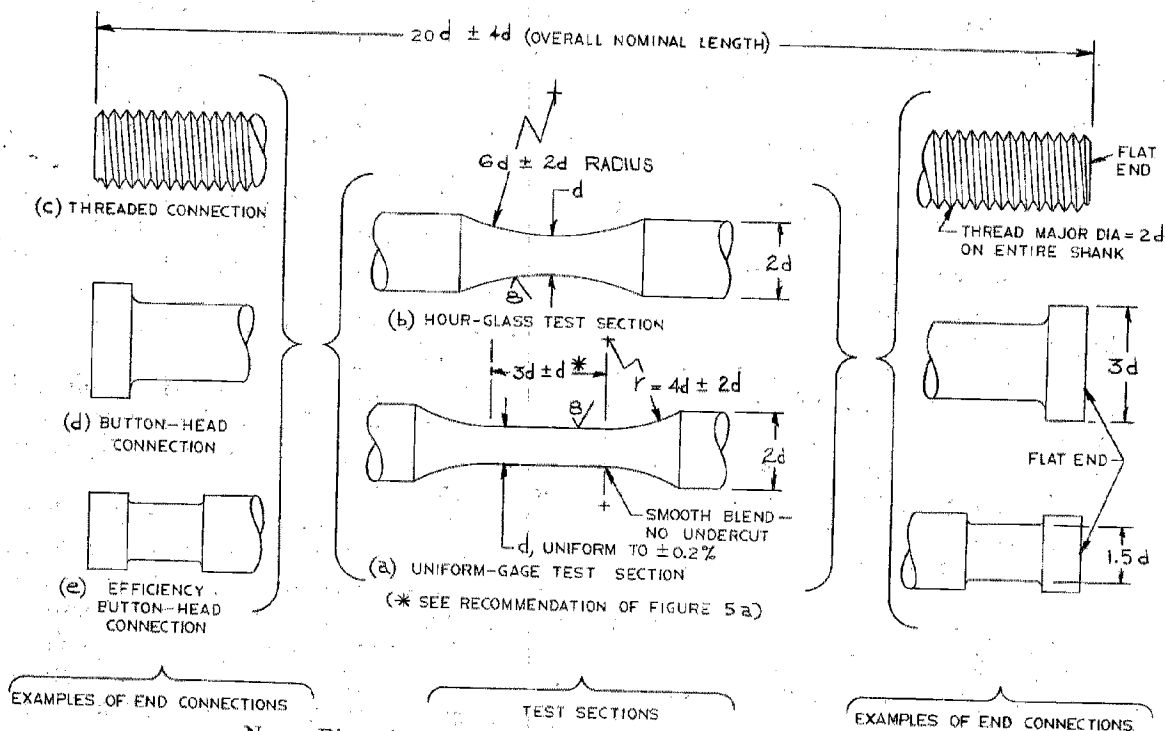 20d ± 4d (OVERALL NOMINAL LENGTH)
6d ± 2d RADIUS
d
FLAT
END
(c) THREADED CONNECTION
THREAD MAJOR DIA = 2d
ON ENTIRE SHANK
2d
8
(b) HOUR-GLASS TEST SECTION
3d ± d *
r = 4d ± 2d
8
3d
(d) BUTTON-HEAD
CONNECTION
2d
FLAT END
SMOOTH BLEND—
NO UNDERCUT
d, UNIFORM TO ±0.2%
1.5d
(a) UNIFORM-GAGE TEST SECTION
(e) EFFICIENCY
BUTTON-HEAD
CONNECTION
(* SEE RECOMMENDATION OF FIGURE 5a)
EXAMPLES OF END CONNECTIONS
TEST SECTIONS
EXAMPLES OF END CONNECTIONS